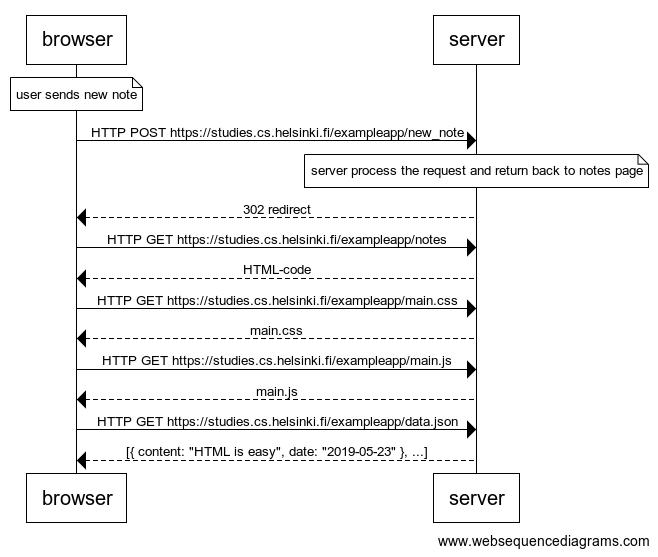 browser server
user sends new note
HTTP POST https://studies.cs.helsinki.fi/exampleapp/new_note
server process the request and return back to notes page
302 redirect
HTTP GET https://studies.cs.helsinki.fi/exampleapp/notes
HTML-code
HTTP GET https://studies.cs.helsinki.fi/exampleapp/main.css
main.css
HTTP GET https://studies.cs.helsinki.fi/exampleapp/main.js
main.js
HTTP GET https://studies.cs.helsinki.fi/exampleapp/data.json
[{ content: "HTML is easy", date: "2019-05-23" }, ...]
browser server
www.websequencediagrams.com